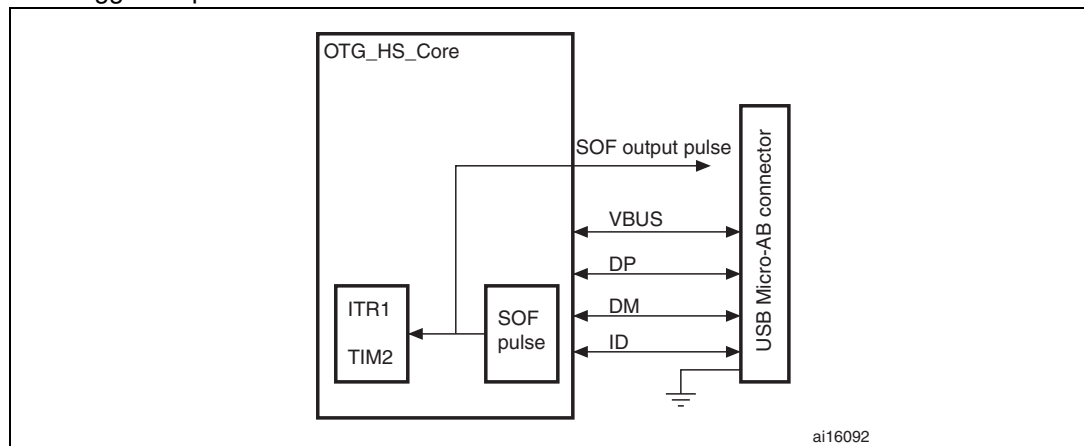 OTG_HS_Core
SOF output pulse
VBUS
DP
DM
ID
ITR1
TIM2
SOF
pulse
USB Micro-AB connector
ai16092